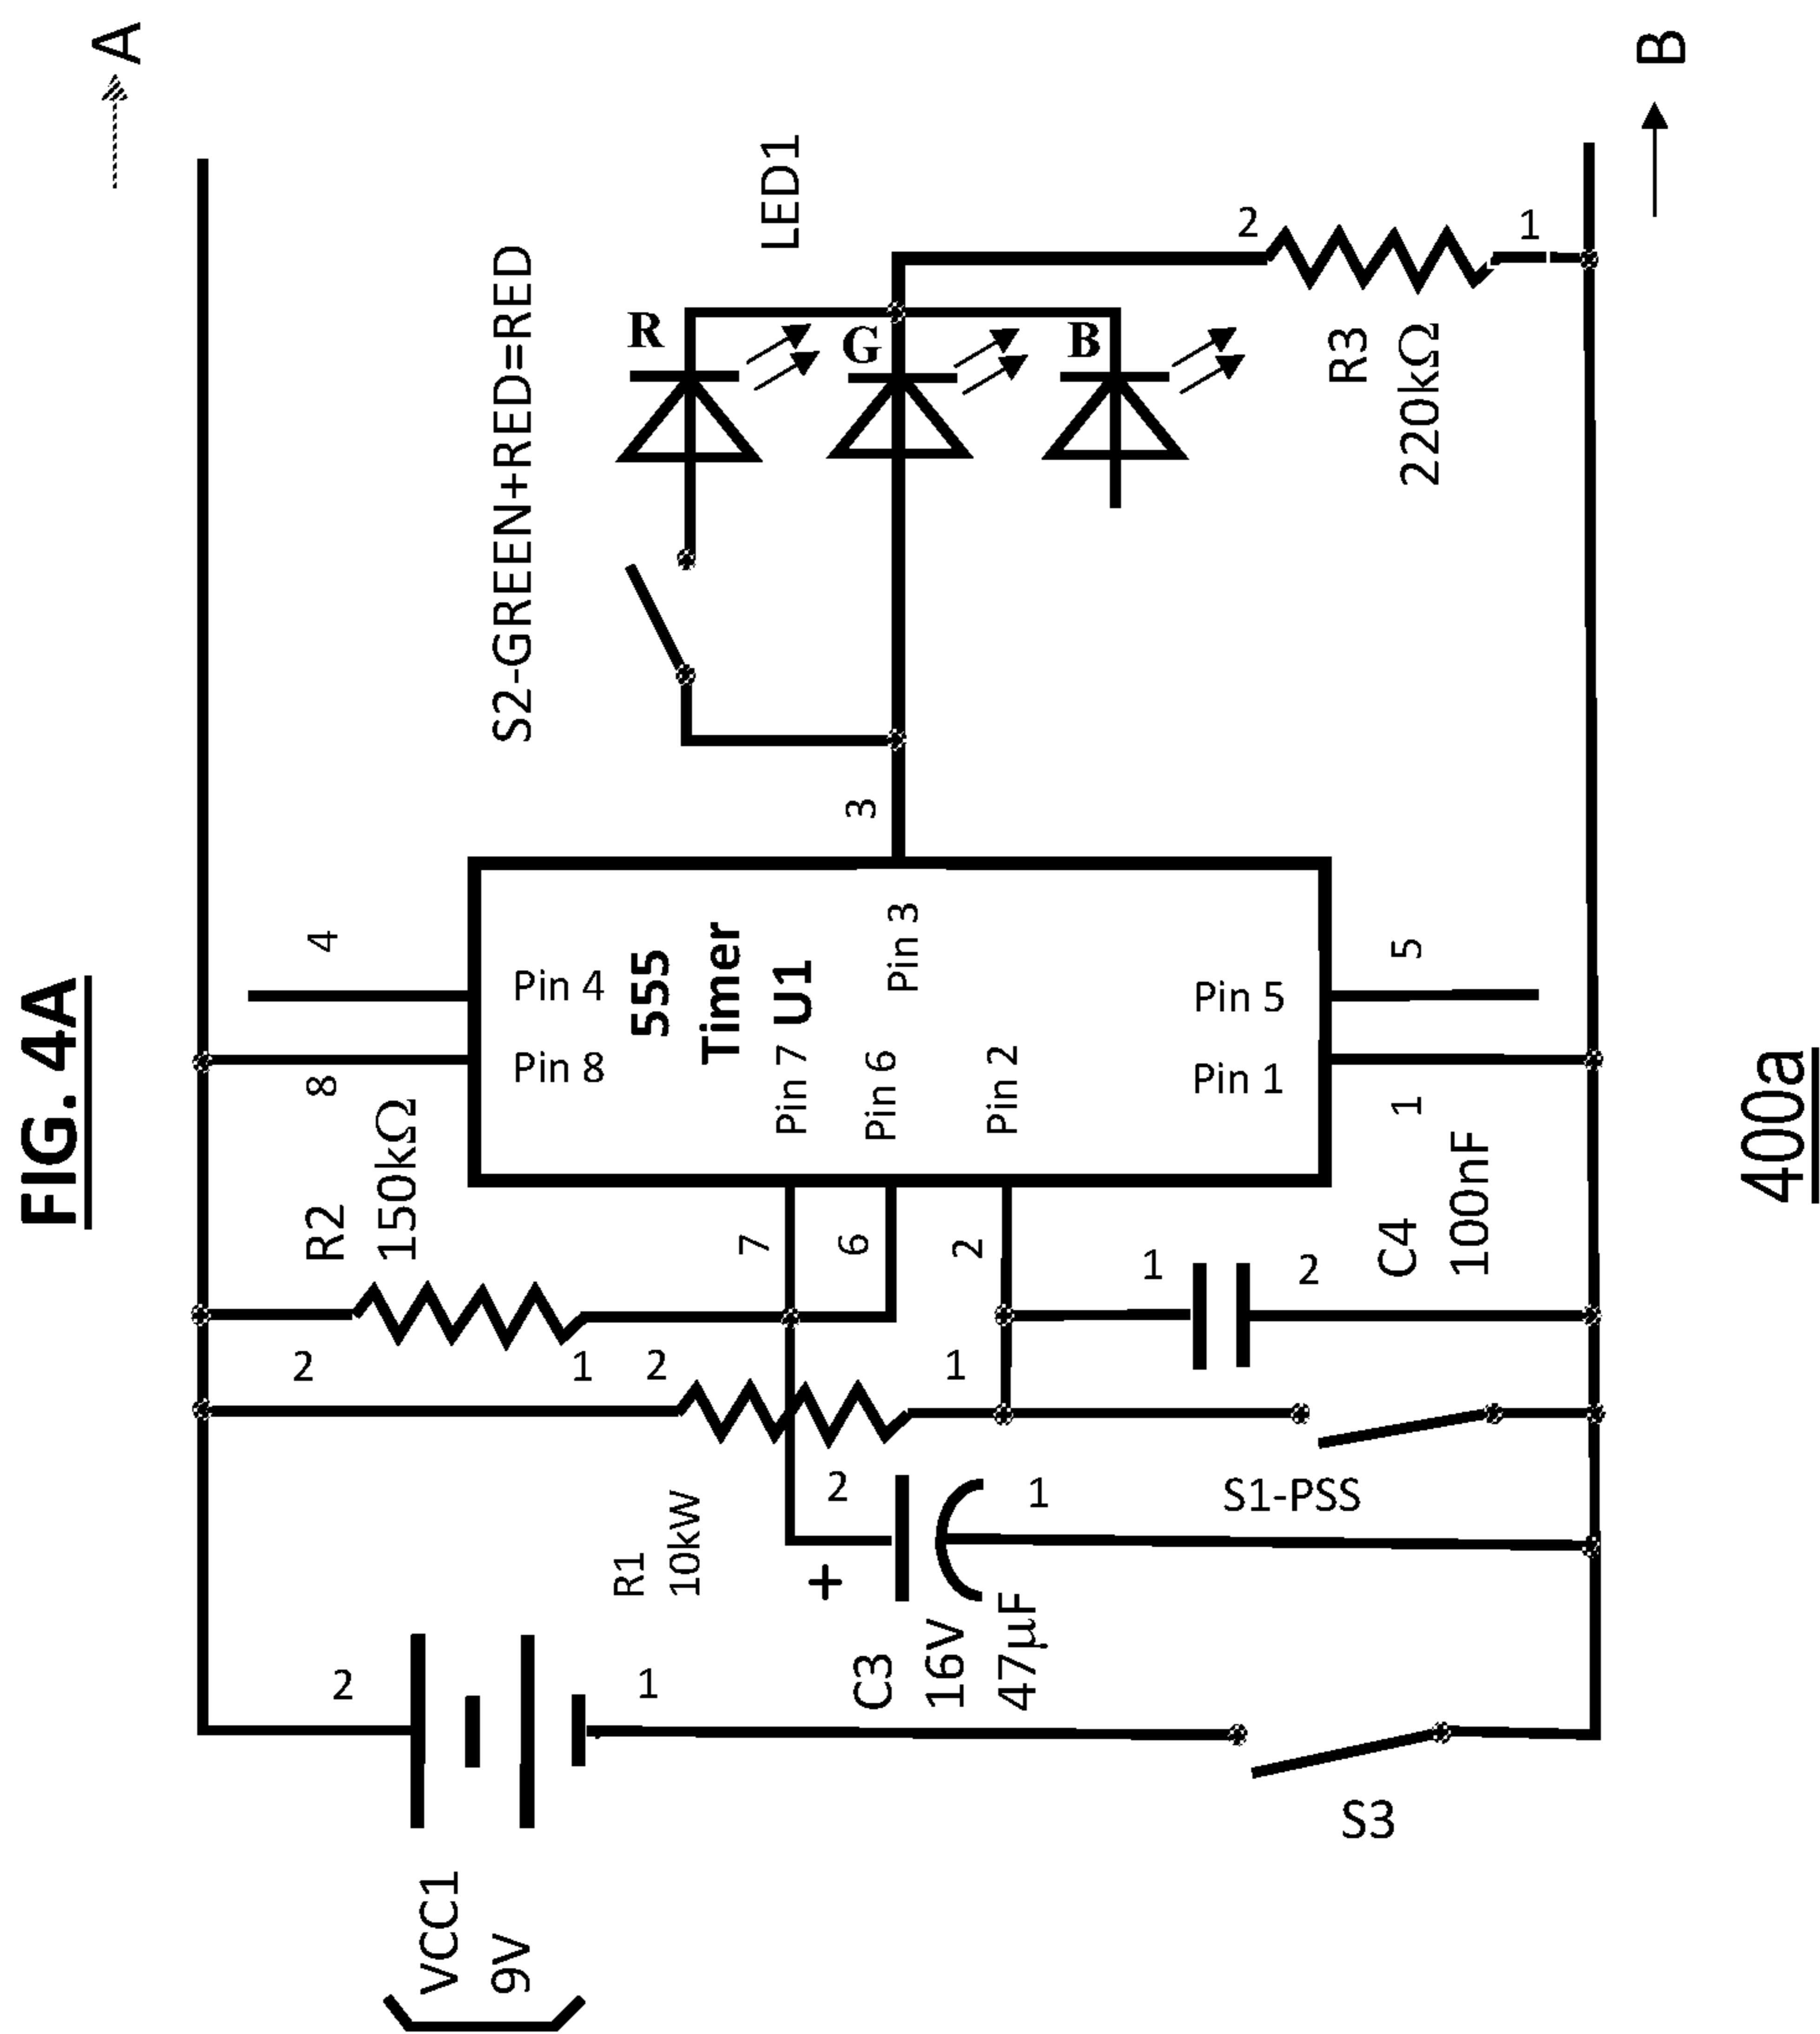 FIG. 4A
A
B
VCC1
9V
2
1
S3
R1
10kW
2
1
C3
16V
47µF
+
2
1
S1-PSS
R2
150kΩ
2
1
C4
100nF
1
2
8
4
7
6
2
1
5
3
Pin 8
Pin 4
555
Timer
U1
Pin 7
Pin 6
Pin 2
Pin 3
Pin 1
Pin 5
S2-GREEN+RED=RED
LED1
R
G
B
R3
220kΩ
2
1
400a